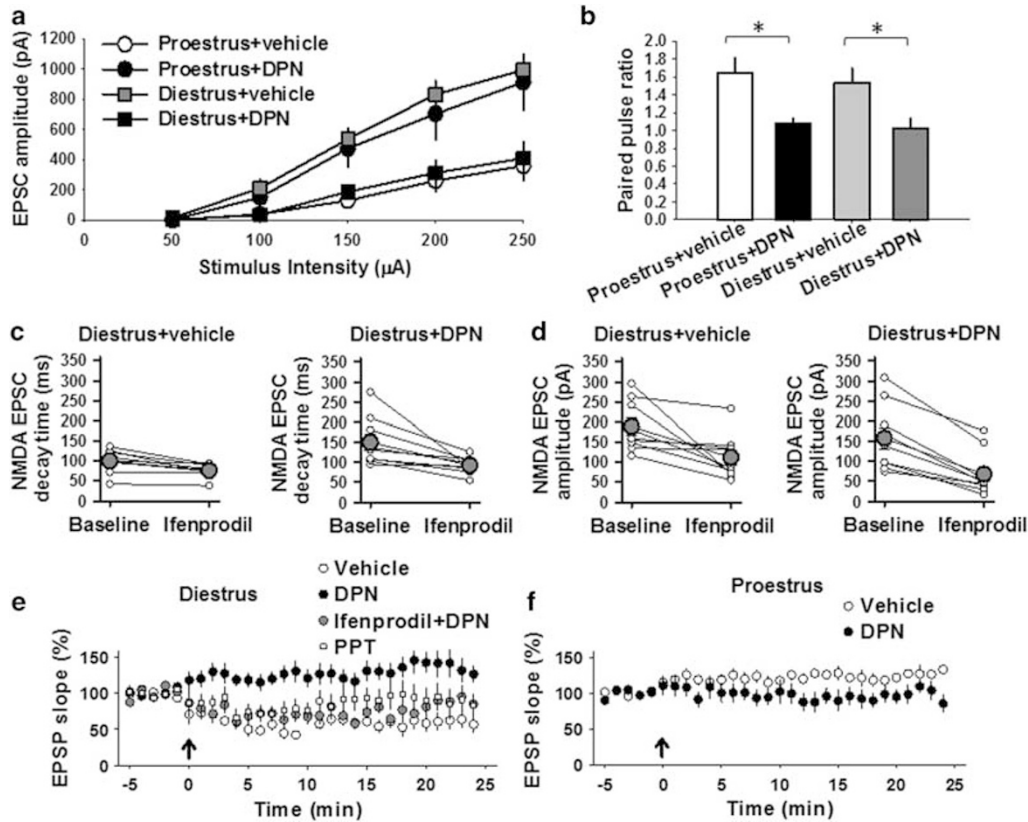 a
EPSC amplitude (pA)
1200
1000
800
600
400
200
0
Proestrus+vehicle
Proestrus+DPN
Diestrus+vehicle
Diestrus+DPN
0 50 100 150 200 250
Stimulus Intensity (µA)
b
Paired pulse ratio
2.0
1.8
1.6
1.4
1.2
1.0
0.8
0.6
0.4
0.2
0.0
* *
Proestrus+vehicle
Proestrus+DPN
Diestrus+vehicle
Diestrus+DPN
c
Diestrus+vehicle
NMDA EPSC
decay time (ms)
350
300
250
200
150
100
50
0
Baseline Ifenprodil
Diestrus+DPN
NMDA EPSC
decay time (ms)
350
300
250
200
150
100
50
0
Baseline Ifenprodil
d
Diestrus+vehicle
NMDA EPSC
amplitude (pA)
350
300
250
200
150
100
50
0
Baseline Ifenprodil
Diestrus+DPN
NMDA EPSC
amplitude (pA)
350
300
250
200
150
100
50
0
Baseline Ifenprodil
e
Diestrus
Vehicle
DPN
Ifenprodil+DPN
PPT
EPSP slope (%)
150
100
50
0
-5 0 5 10 15 20 25
Time (min)
f
Proestrus
Vehicle
DPN
EPSP slope (%)
150
100
50
0
-5 0 5 10 15 20 25
Time (min)